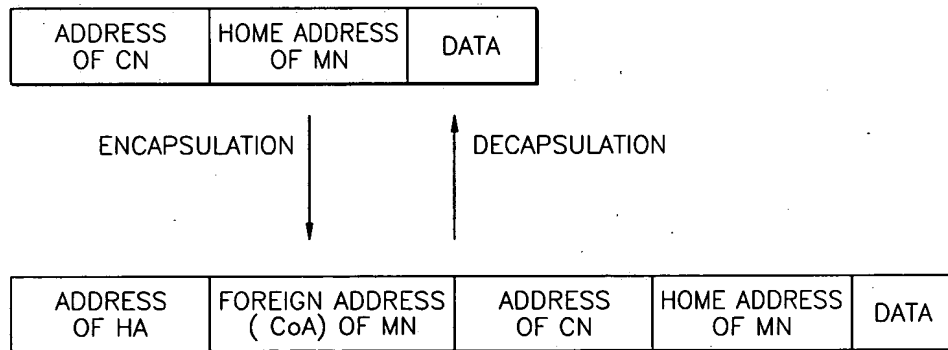 ADDRESS
OF CN
HOME ADDRESS
OF MN
DATA
ENCAPSULATION
DECAPSULATION
ADDRESS
OF HA
FOREIGN ADDRESS
( CoA) OF MN
ADDRESS
OF CN
HOME ADDRESS
OF MN
DATA